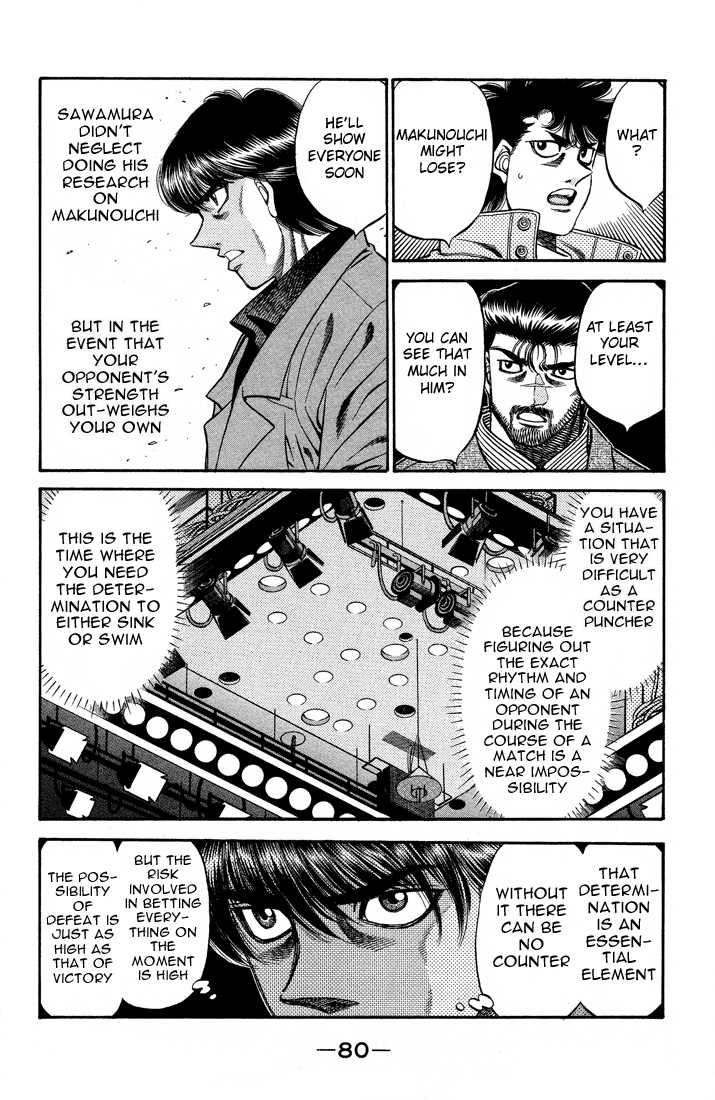 WHAT
?
MAKUNOUCHI
MIGHT
LOSE?
AT LEAST
YOUR
LEVEL...
YOU CAN
SEE THAT
MUCH IN
HIM?
HE'LL
SHOW
EVERYONE
SOON
SAWAMURA
DIDN'T
NEGLECT
DOING HIS
RESEARCH
ON
MAKUNOUCHI
BUT IN THE
EVENT THAT
YOUR
OPPONENT'S
STRENGTH
OUT-WEIGHS
YOUR OWN
YOU HAVE
A SITUA-
TION THAT
IS VERY
DIFFICULT
AS A
COUNTER
PUNCHER
BECAUSE
FIGURING OUT
THE EXACT
RHYTHM AND
TIMING OF AN
OPPONENT
DURING THE
COURSE OF A
MATCH IS A
NEAR IMPOS-
SIBILITY
THIS IS THE
TIME WHERE
YOU NEED
THE DETER-
MINATION TO
EITHER SINK
OR SWIM
THAT
DETERMI-
NATION
IS AN
ESSEN-
TIAL
ELEMENT
WITHOUT
IT THERE
CAN BE
NO
COUNTER
BUT THE
RISK
INVOLVED
IN BETTING
EVERY-
THING ON
THE
MOMENT
IS HIGH
THE POS-
SIBILITY
OF
DEFEAT IS
JUST AS
HIGH AS
THAT OF
VICTORY
—80—